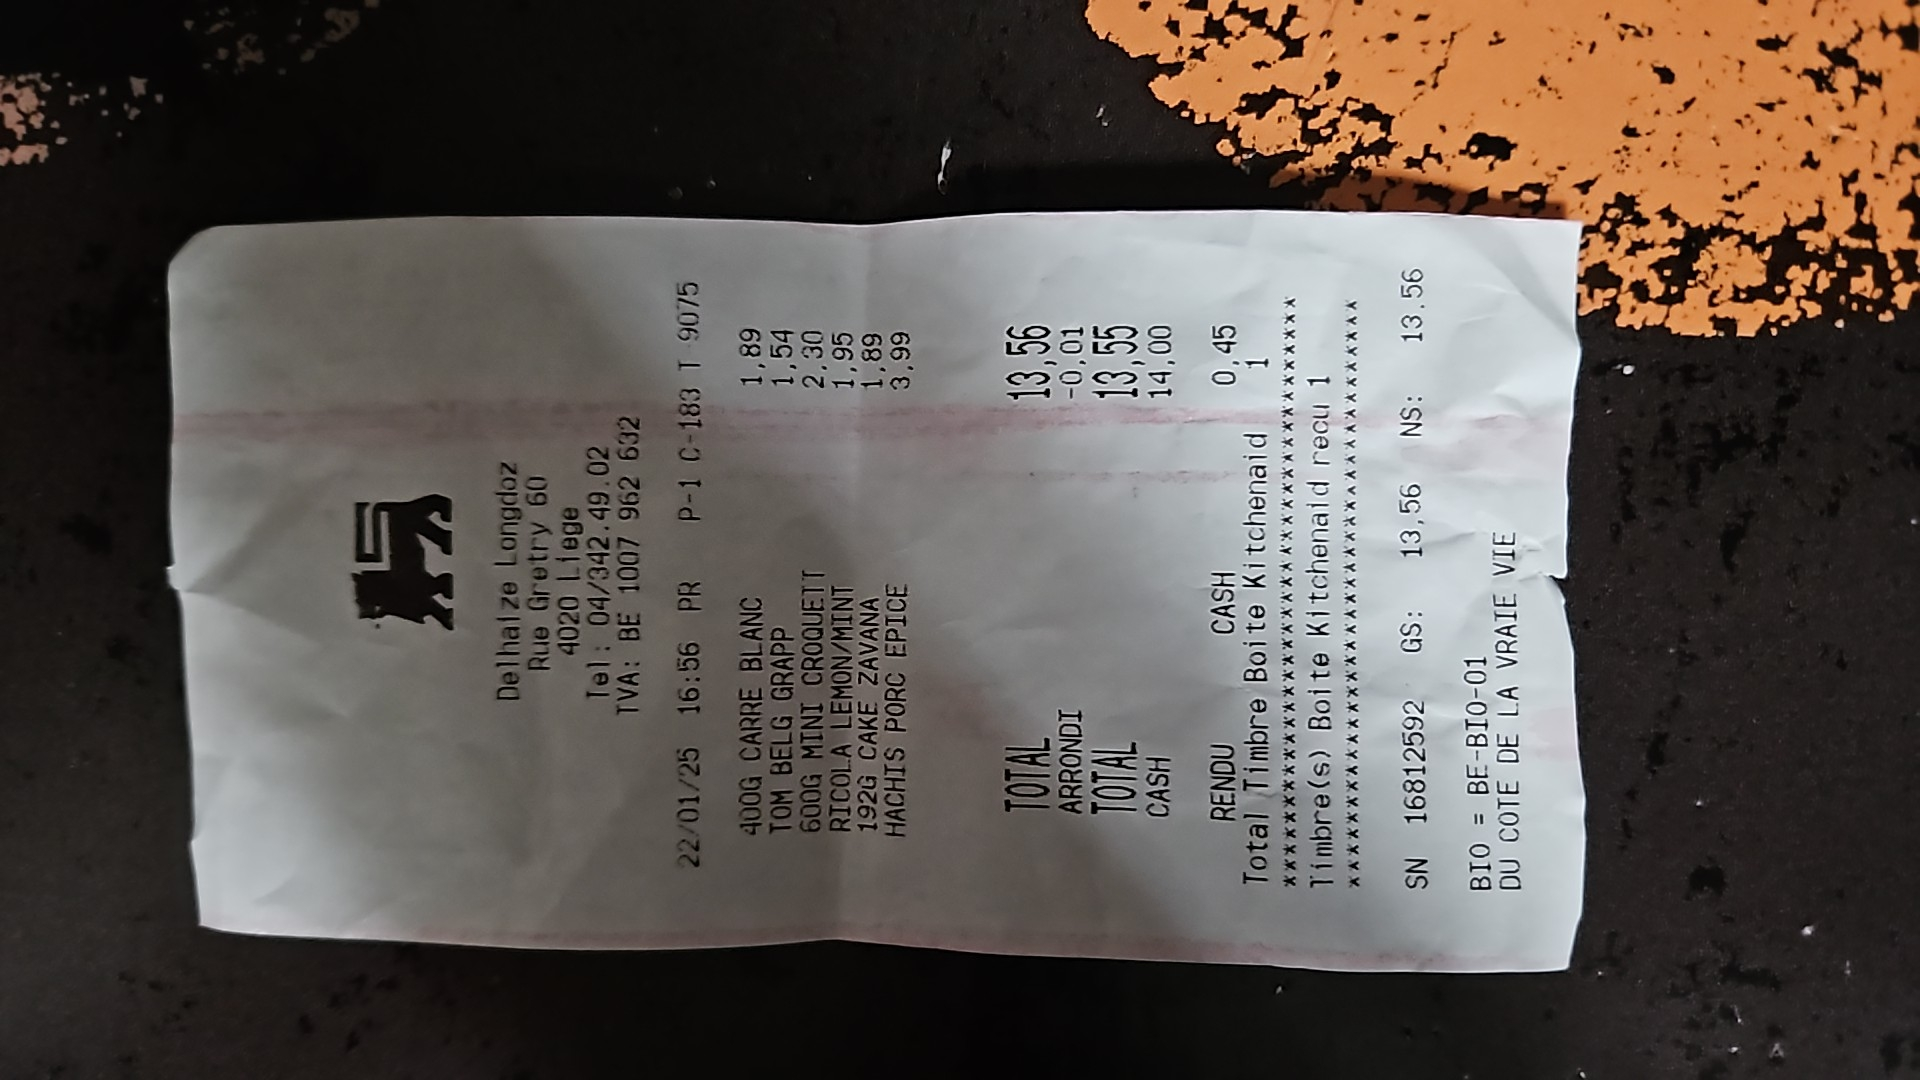 Delhaize Longdoz
Rue Gretry 60
4020 Liege
Tel: 04/342.49.02
TVA: BE 1007 962 632
22/01/25 16:56 PR P-1 C-183 T 9075
400G CARRE BLANC 1,89
TOM BELG GRAPP 1,54
600G MINI CROQUETT 2,30
RICOLA LEMON/MINT 1,95
192G CAKE ZAVANA 1,89
HACHIS PORC EPICE 3,99
TOTAL 13,56
ARRONDI -0,01
TOTAL 13,55
CASH 14,00
RENDU CASH 0,45
Total Timbre Boite Kitchenaid 1
****************************************
Timbre(s) Boite Kitchenaid recu 1
****************************************
SN 16812592 GS: 13,56 NS: 13,56
BIO = BE-BIO-01
DU COTE DE LA VRAIE VIE